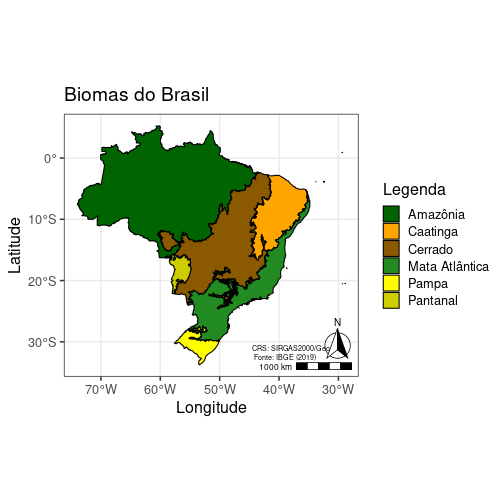 Biomas do Brasil
Latitude
0°
10°S
20°S
30°S
70°W
60°W
50°W
40°W
30°W
Longitude
N
CRS: SIRGAS2000/Geo
Fonte: IBGE (2019)
1000 km
Legenda
Amazônia
Caatinga
Cerrado
Mata Atlântica
Pampa
Pantanal